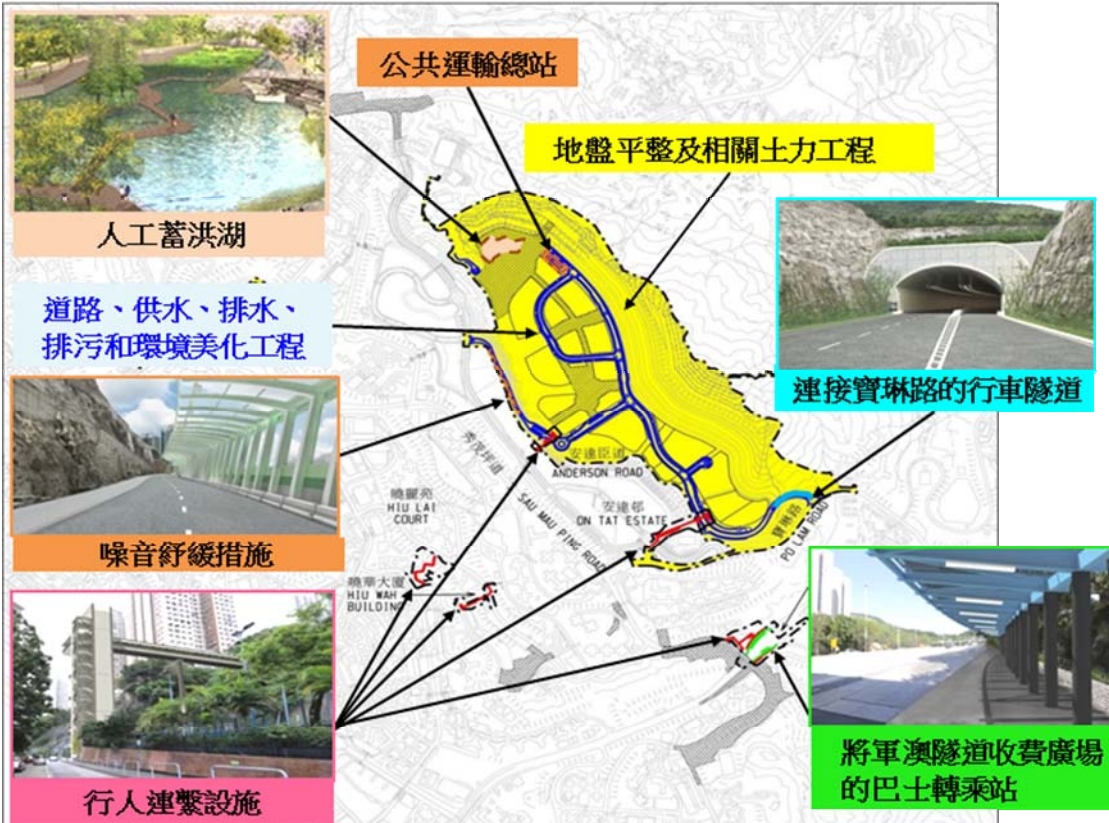 公共運輸總站
地盤平整及相關土力工程
人工蓄洪湖
道路、供水、排水、
排污和環境美化工程
連接寶琳路的行車隧道
噪音紓緩措施
秀茂坪道
SAU MAU PING ROAD
安達臣道
ANDERSON ROAD
曉麗苑
HIU LAI
COURT
安達邨
ON TAT ESTATE
寶琳路
PO LAM ROAD
曉華大廈
HIU WAH
BUILDING
行人連繫設施
將軍澳隧道收費廣場
的巴士轉乘站